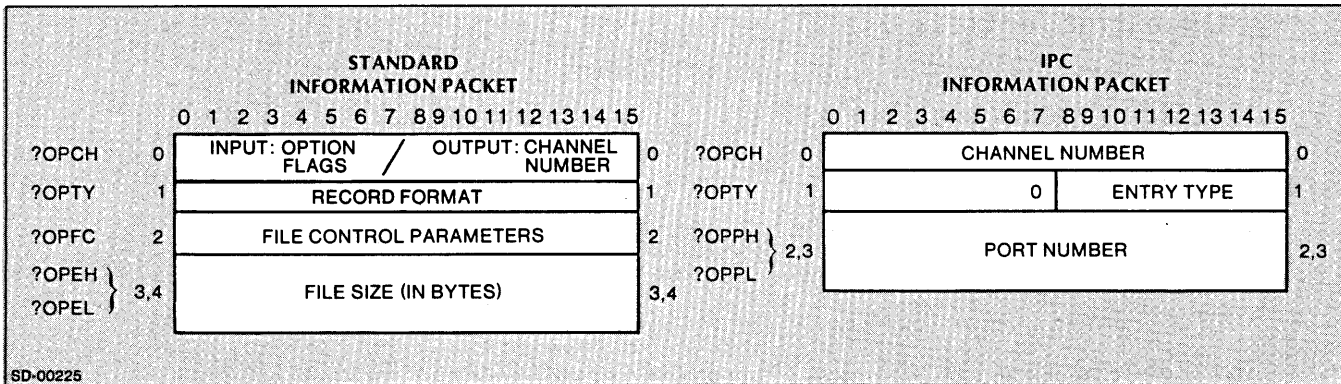 STANDARD
INFORMATION PACKET
0 1 2 3 4 5 6 7 8 9 10 11 12 13 14 15
?OPCH 0 INPUT: OPTION FLAGS / OUTPUT: CHANNEL NUMBER 0
?OPTY 1 RECORD FORMAT 1
?OPFC 2 FILE CONTROL PARAMETERS 2
?OPEH
?OPEL
3,4 FILE SIZE (IN BYTES) 3,4
IPC
INFORMATION PACKET
0 1 2 3 4 5 6 7 8 9 10 11 12 13 14 15
?OPCH 0 CHANNEL NUMBER 0
?OPTY 1 0 ENTRY TYPE 1
?OPPH
?OPPL
2,3 PORT NUMBER 2,3
SD-00225